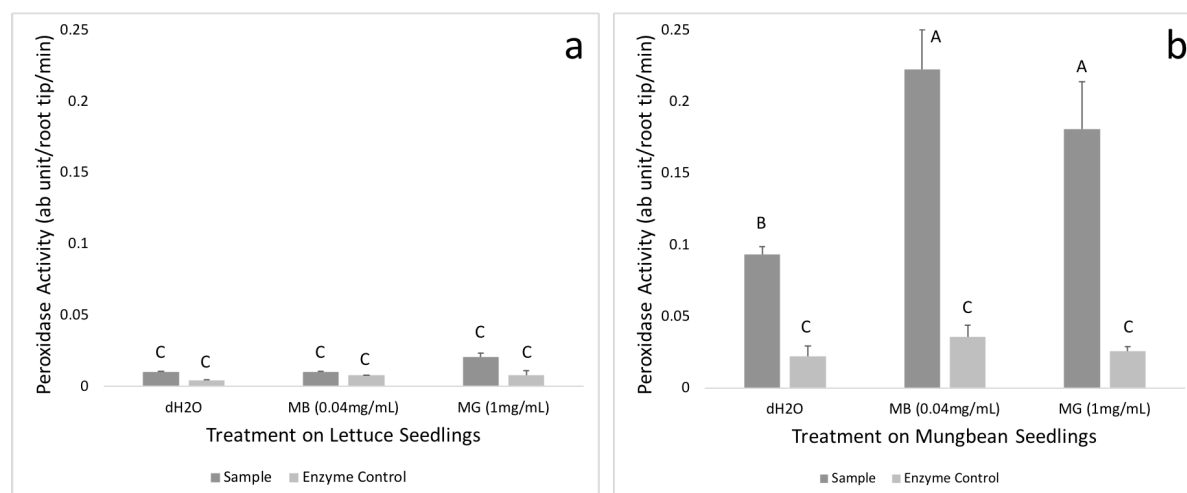 a
Peroxidase Activity (ab unit/root tip/min)
0.25
0.2
0.15
0.1
0.05
0
C
C
C
C
C
C
dH2O
MB (0.04mg/mL)
MG (1mg/mL)
Treatment on Lettuce Seedlings
Sample
Enzyme Control
b
Peroxidase Activity (ab unit/root tip/min)
0.25
0.2
0.15
0.1
0.05
0
B
C
A
C
A
C
dH2O
MB (0.04mg/mL)
MG (1mg/mL)
Treatment on Mungbean Seedlings
Sample
Enzyme Control